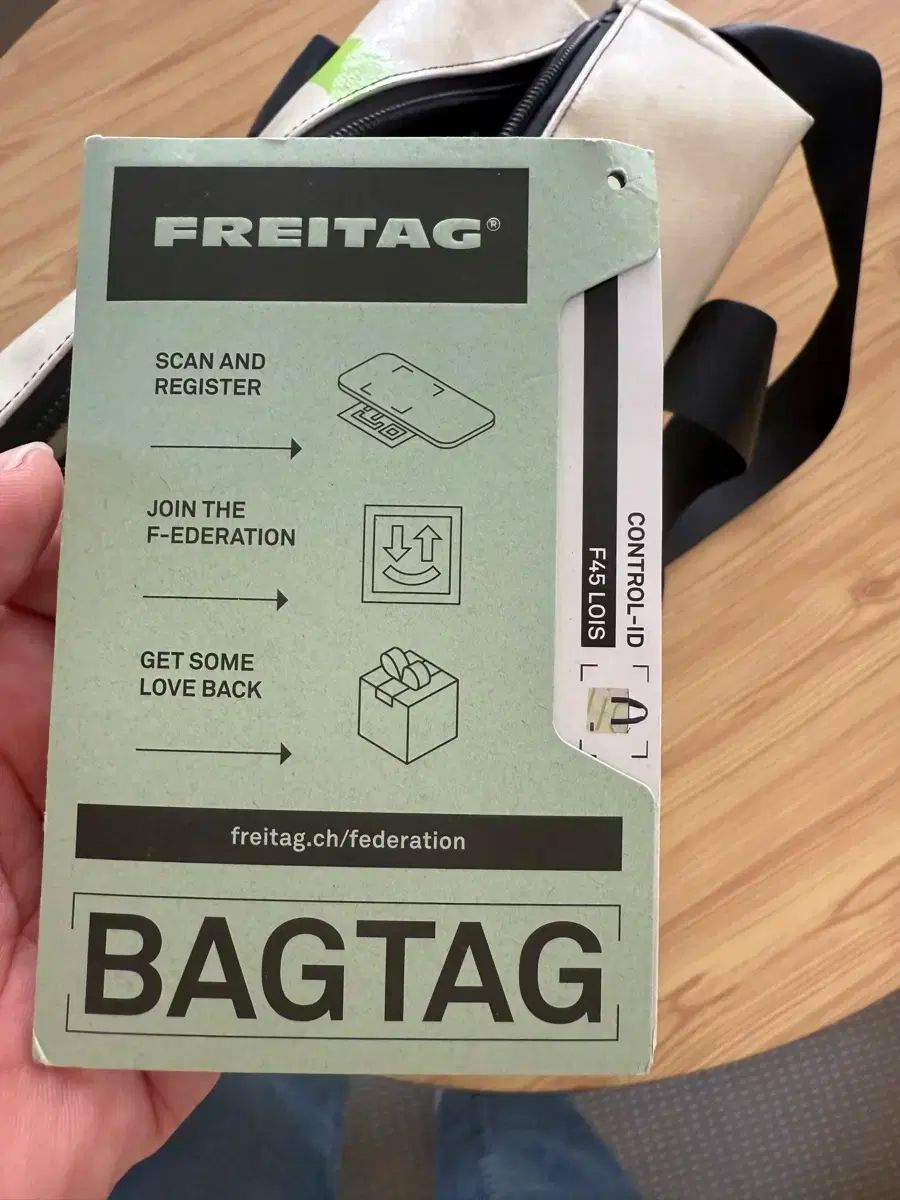 FREITAG®
SCAN AND
REGISTER
JOIN THE
F-EDERATION
GET SOME
LOVE BACK
freitag.ch/federation
BAGTAG
CONTROL-ID
F45 LOIS